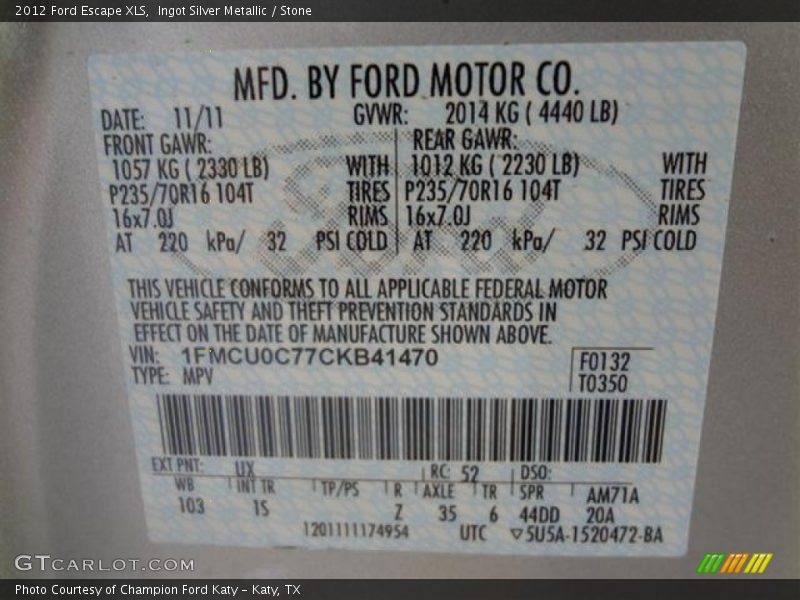 2012 Ford Escape XLS, Ingot Silver Metallic / Stone
MFD. BY FORD MOTOR CO.
DATE: 11/11 GVWR: 2014 KG ( 4440 LB)
FRONT GAWR: REAR GAWR:
1057 KG ( 2330 LB) WITH 1012 KG ( 2230 LB) WITH
P235/70R16 104T TIRES P235/70R16 104T TIRES
16x7.0J RIMS 16x7.0J RIMS
AT 220 kPa/ 32 PSI COLD AT 220 kPa/ 32 PSI COLD
THIS VEHICLE CONFORMS TO ALL APPLICABLE FEDERAL MOTOR
VEHICLE SAFETY AND THEFT PREVENTION STANDARDS IN
EFFECT ON THE DATE OF MANUFACTURE SHOWN ABOVE.
VIN: 1FMCU0C77CKB41470 F0132
TYPE: MPV T0350
EXT PNT: UX RC: 52 DSO:
WB INT TR TP/PS R AXLE TR SPR AM71A
103 1S Z 35 6 44DD 20A
1201111174954 UTC ▽5U5A-1520472-BA
GTCARLOT.COM
Photo Courtesy of Champion Ford Katy - Katy, TX